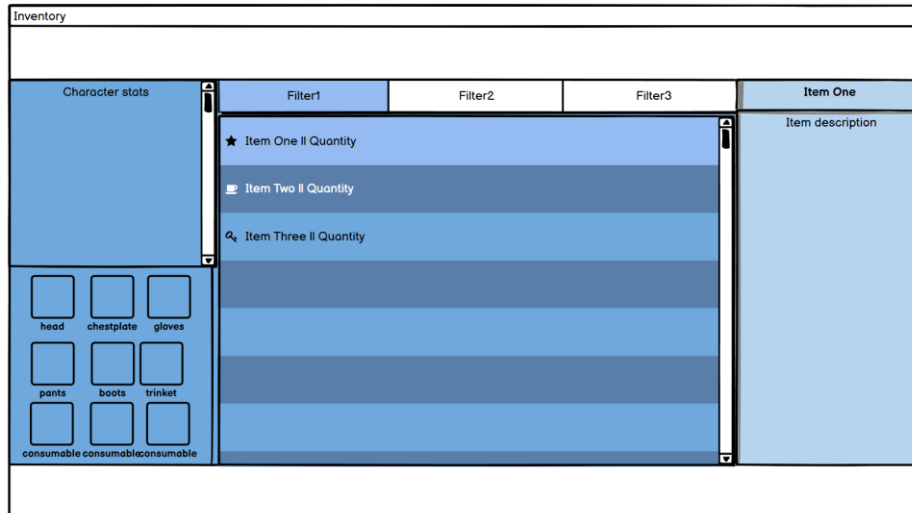 Inventory
Character stats
Filter1
Filter2
Filter3
Item One
Item description
Item One II Quantity
Item Two II Quantity
Item Three II Quantity
head
chestplate
gloves
pants
boots
trinket
consumable
consumable
consumable